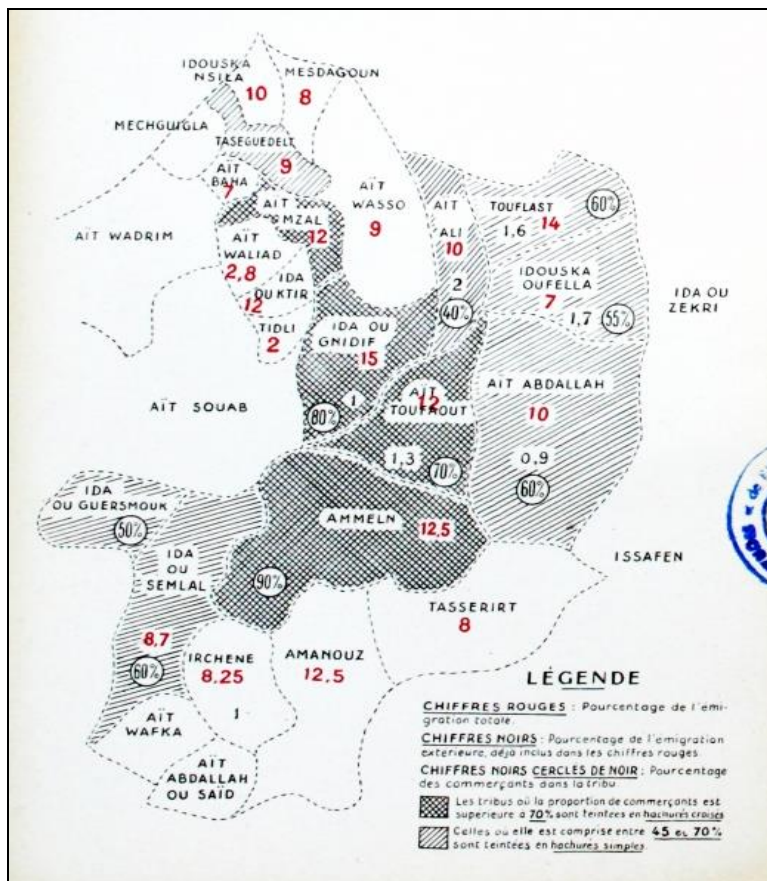 IDOUSKA
NSILA
10
MESDAGOUN
8
MECHGUIGLA
TASEGUEDELT
9
AÏT
BAHA
7
AÏT
WADRIM
AÏT
MZAL
12
AÏT
WASSO
9
AÏT
ALI
10
2
40%
TOUFLAST
60%
1,6
14
IDOUSKA
OUFELLA
7
1,7
55%
IDA OU
ZEKRI
AÏT
WALIAD
2,8
IDA
OUKTIR
12
TIDLI
2
IDA OU
GNIDIF
15
1
80%
AÏT SOUAB
AÏT
12
TOUFAOUT
1,3
70%
AÏT ABDALLAH
10
0,9
60%
IDA
OU GUERSMOUK
50%
AMMELN
12,5
90%
IDA
OU
SEMLAL
8,7
60%
ISSAFEN
TASSERIRT
8
IRCHENE
8.25
1
AMANOUZ
12,5
AÏT
WAFKA
AÏT
ABDALLAH
OU SAÏD
LÉGENDE
CHIFFRES ROUGES : Pourcentage de l'émi-
gration totale.
CHIFFRES NOIRS : Pourcentage de l'émigration
extérieure, déjà inclus dans les chiffres rouges
CHIFFRES NOIRS CERCLÉS DE NOIR : Pourcentage
des commerçants dans la tribu.
Les tribus où la proportion de commerçants est
supérieure à 70% sont teintées en hachures croisés
Celles où elle est comprise entre 45 et 70%
sont teintées en hachures simples.